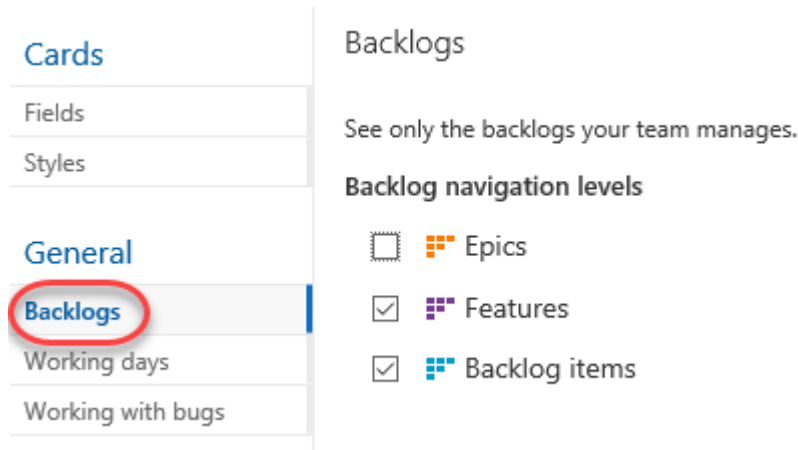 Cards
Fields
Styles
General
Backlogs
Working days
Working with bugs
Backlogs
See only the backlogs your team manages.
Backlog navigation levels
Epics
Features
Backlog items